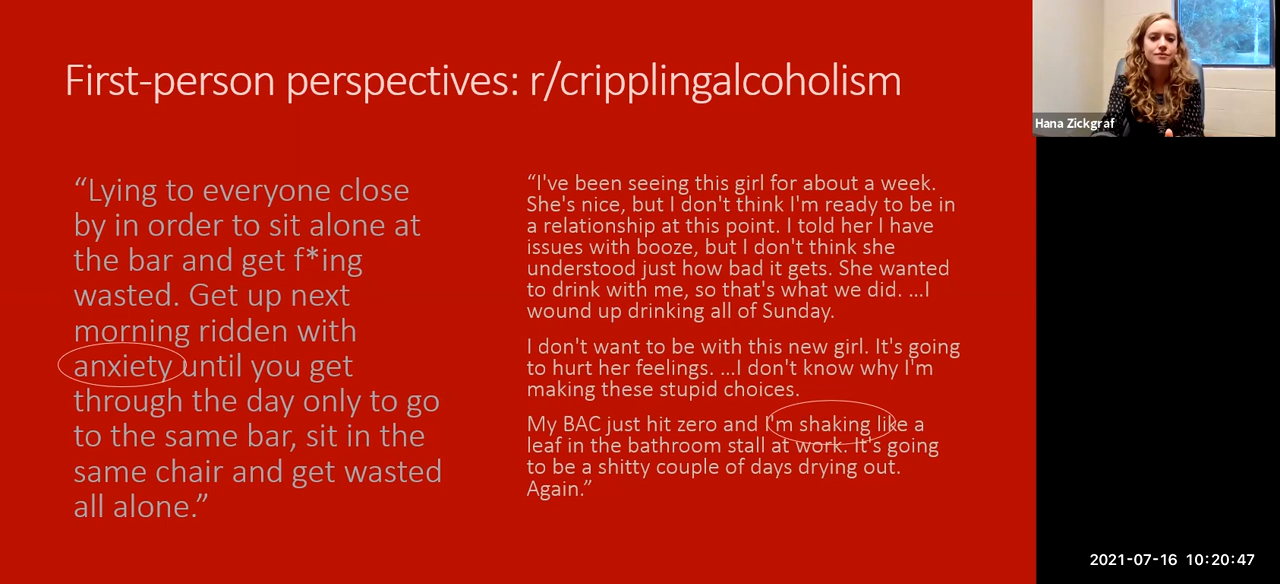 First-person perspectives: r/cripplingalcoholism
“Lying to everyone close
by in order to sit alone at
the bar and get f*ing
wasted. Get up next
morning ridden with
anxiety until you get
through the day only to go
to the same bar, sit in the
same chair and get wasted
all alone.”
“I've been seeing this girl for about a week.
She's nice, but I don't think I'm ready to be in
a relationship at this point. I told her I have
issues with booze, but I don't think she
understood just how bad it gets. She wanted
to drink with me, so that's what we did. ...I
wound up drinking all of Sunday.
I don't want to be with this new girl. It's going
to hurt her feelings. ...I don't know why I'm
making these stupid choices.
My BAC just hit zero and I'm shaking like a
leaf in the bathroom stall at work. It's going
to be a shitty couple of days drying out.
Again.”
Hana Zickgraf
2021-07-16 10:20:47